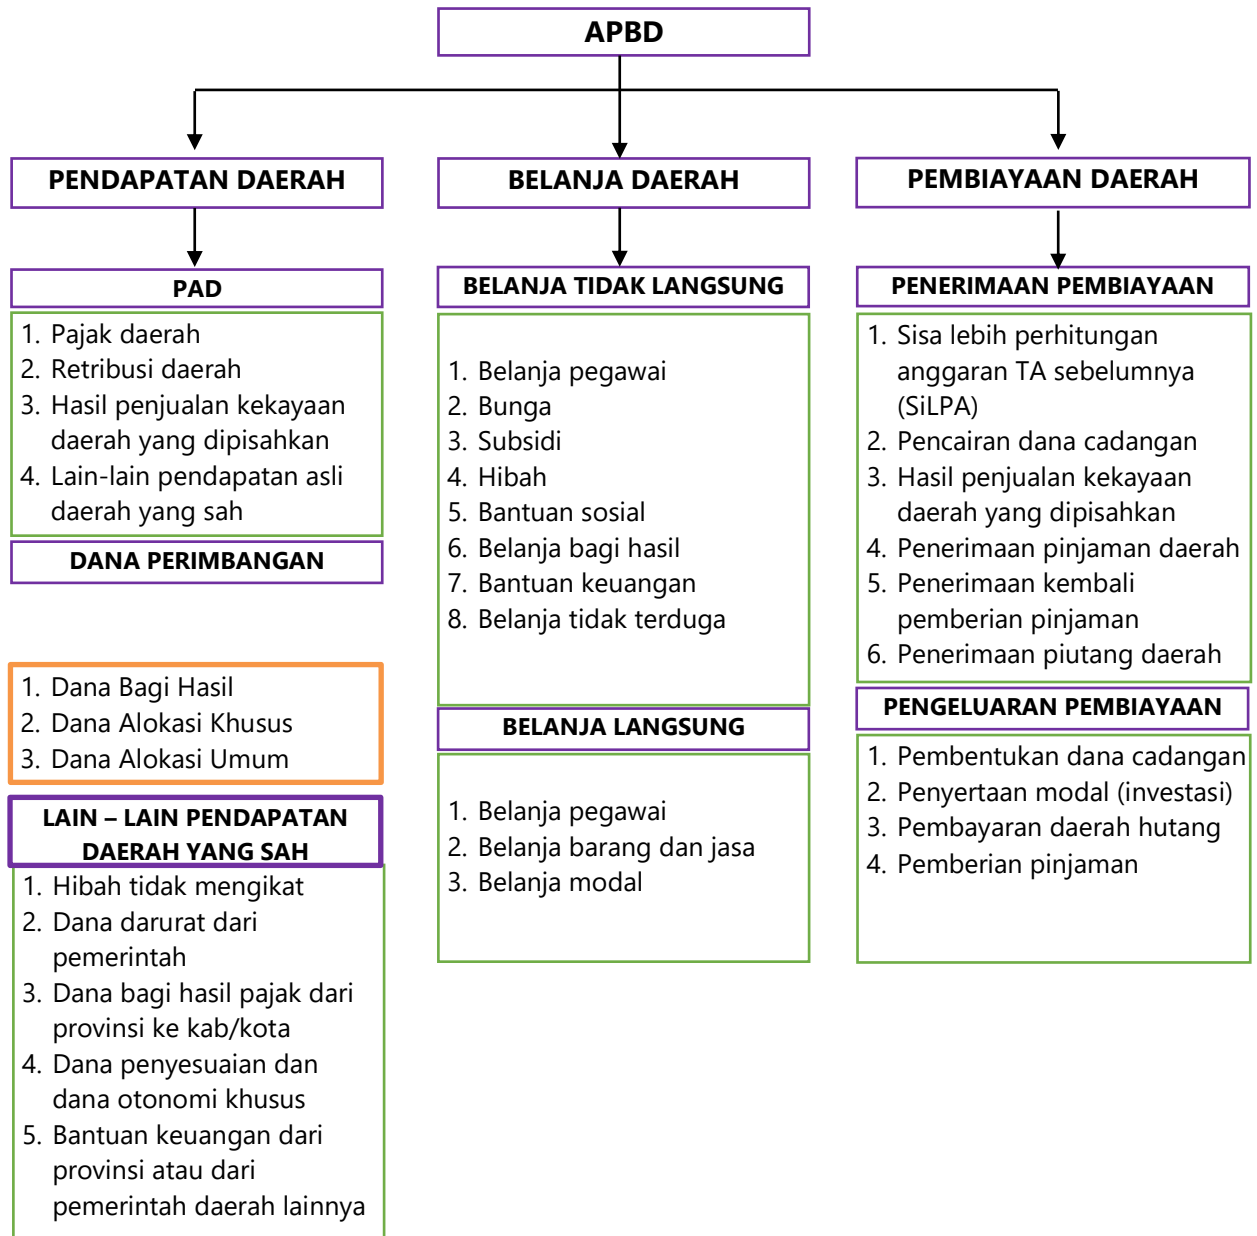 APBD
PENDAPATAN DAERAH
PAD
1. Pajak daerah
2. Retribusi daerah
3. Hasil penjualan kekayaan
daerah yang dipisahkan
4. Lain-lain pendapatan asli
daerah yang sah
DANA PERIMBANGAN
1. Dana Bagi Hasil
2. Dana Alokasi Khusus
3. Dana Alokasi Umum
LAIN – LAIN PENDAPATAN
DAERAH YANG SAH
1. Hibah tidak mengikat
2. Dana darurat dari
pemerintah
3. Dana bagi hasil pajak dari
provinsi ke kab/kota
4. Dana penyesuaian dan
dana otonomi khusus
5. Bantuan keuangan dari
provinsi atau dari
pemerintah daerah lainnya
BELANJA DAERAH
BELANJA TIDAK LANGSUNG
1. Belanja pegawai
2. Bunga
3. Subsidi
4. Hibah
5. Bantuan sosial
6. Belanja bagi hasil
7. Bantuan keuangan
8. Belanja tidak terduga
BELANJA LANGSUNG
1. Belanja pegawai
2. Belanja barang dan jasa
3. Belanja modal
PEMBIAYAAN DAERAH
PENERIMAAN PEMBIAYAAN
1. Sisa lebih perhitungan
anggaran TA sebelumnya
(SiLPA)
2. Pencairan dana cadangan
3. Hasil penjualan kekayaan
daerah yang dipisahkan
4. Penerimaan pinjaman daerah
5. Penerimaan kembali
pemberian pinjaman
6. Penerimaan piutang daerah
PENGELUARAN PEMBIAYAAN
1. Pembentukan dana cadangan
2. Penyertaan modal (investasi)
3. Pembayaran daerah hutang
4. Pemberian pinjaman